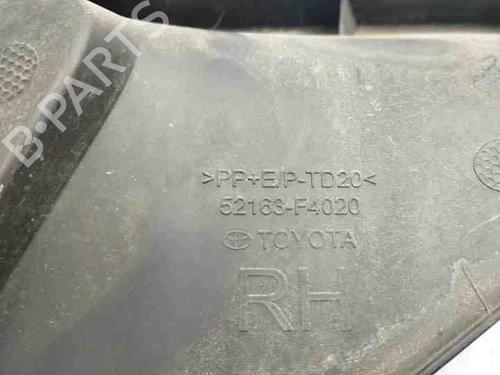 B-PARTS
>PP+E/P-TD20<
52163-F4020
TOYOTA
RH